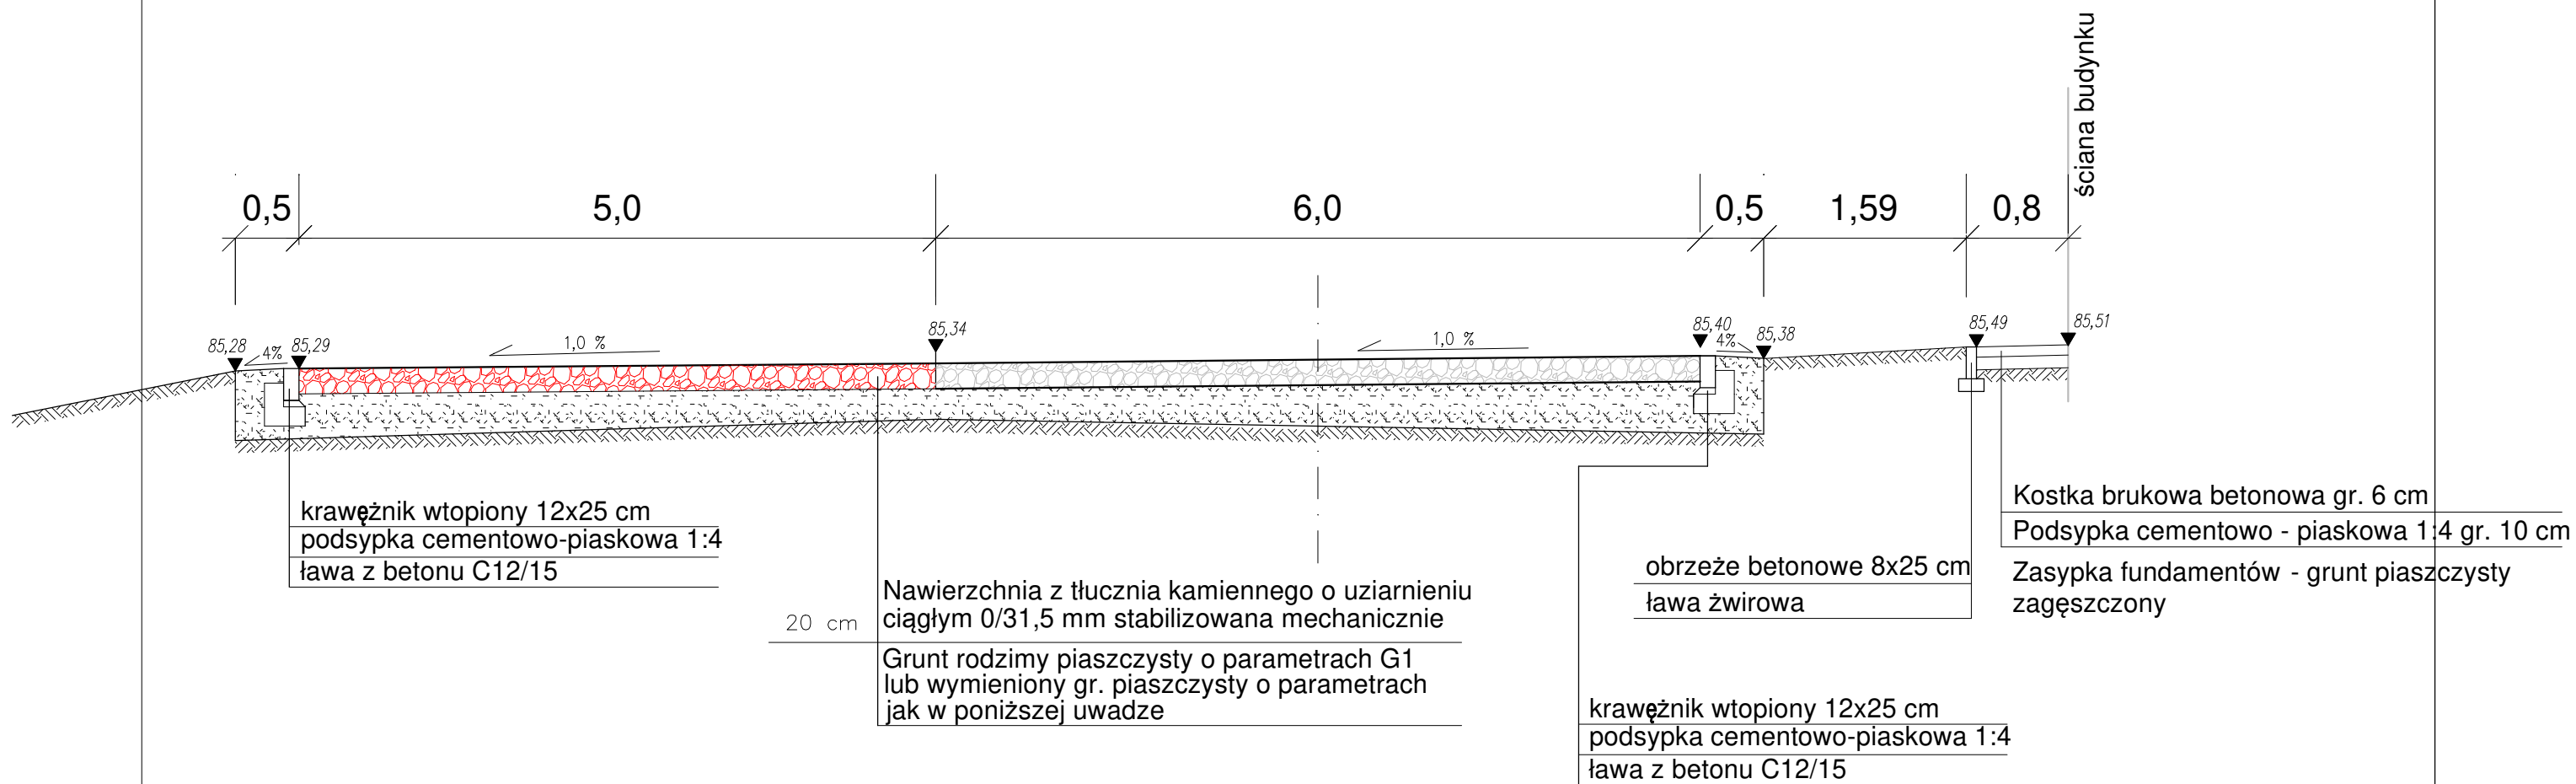 ściana budynku
0,5
5,0
6,0
0,5
1,59
0,8
85,28
4%
85,29
1,0 %
85,34
1,0 %
85,40
4%
85,38
85,49
85,51
krawężnik wtopiony 12x25 cm
podsypka cementowo-piaskowa 1:4
ława z betonu C12/15
20 cm
Nawierzchnia z tłucznia kamiennego o uziarnieniu
ciągłym 0/31,5 mm stabilizowana mechanicznie
Grunt rodzimy piaszczysty o parametrach G1
lub wymieniony gr. piaszczysty o parametrach
jak w poniższej uwadze
obrzeże betonowe 8x25 cm
ława żwirowa
Kostka brukowa betonowa gr. 6 cm
Podsypka cementowo - piaskowa 1:4 gr. 10 cm
Zasypka fundamentów - grunt piaszczysty
zagęszczony
krawężnik wtopiony 12x25 cm
podsypka cementowo-piaskowa 1:4
ława z betonu C12/15